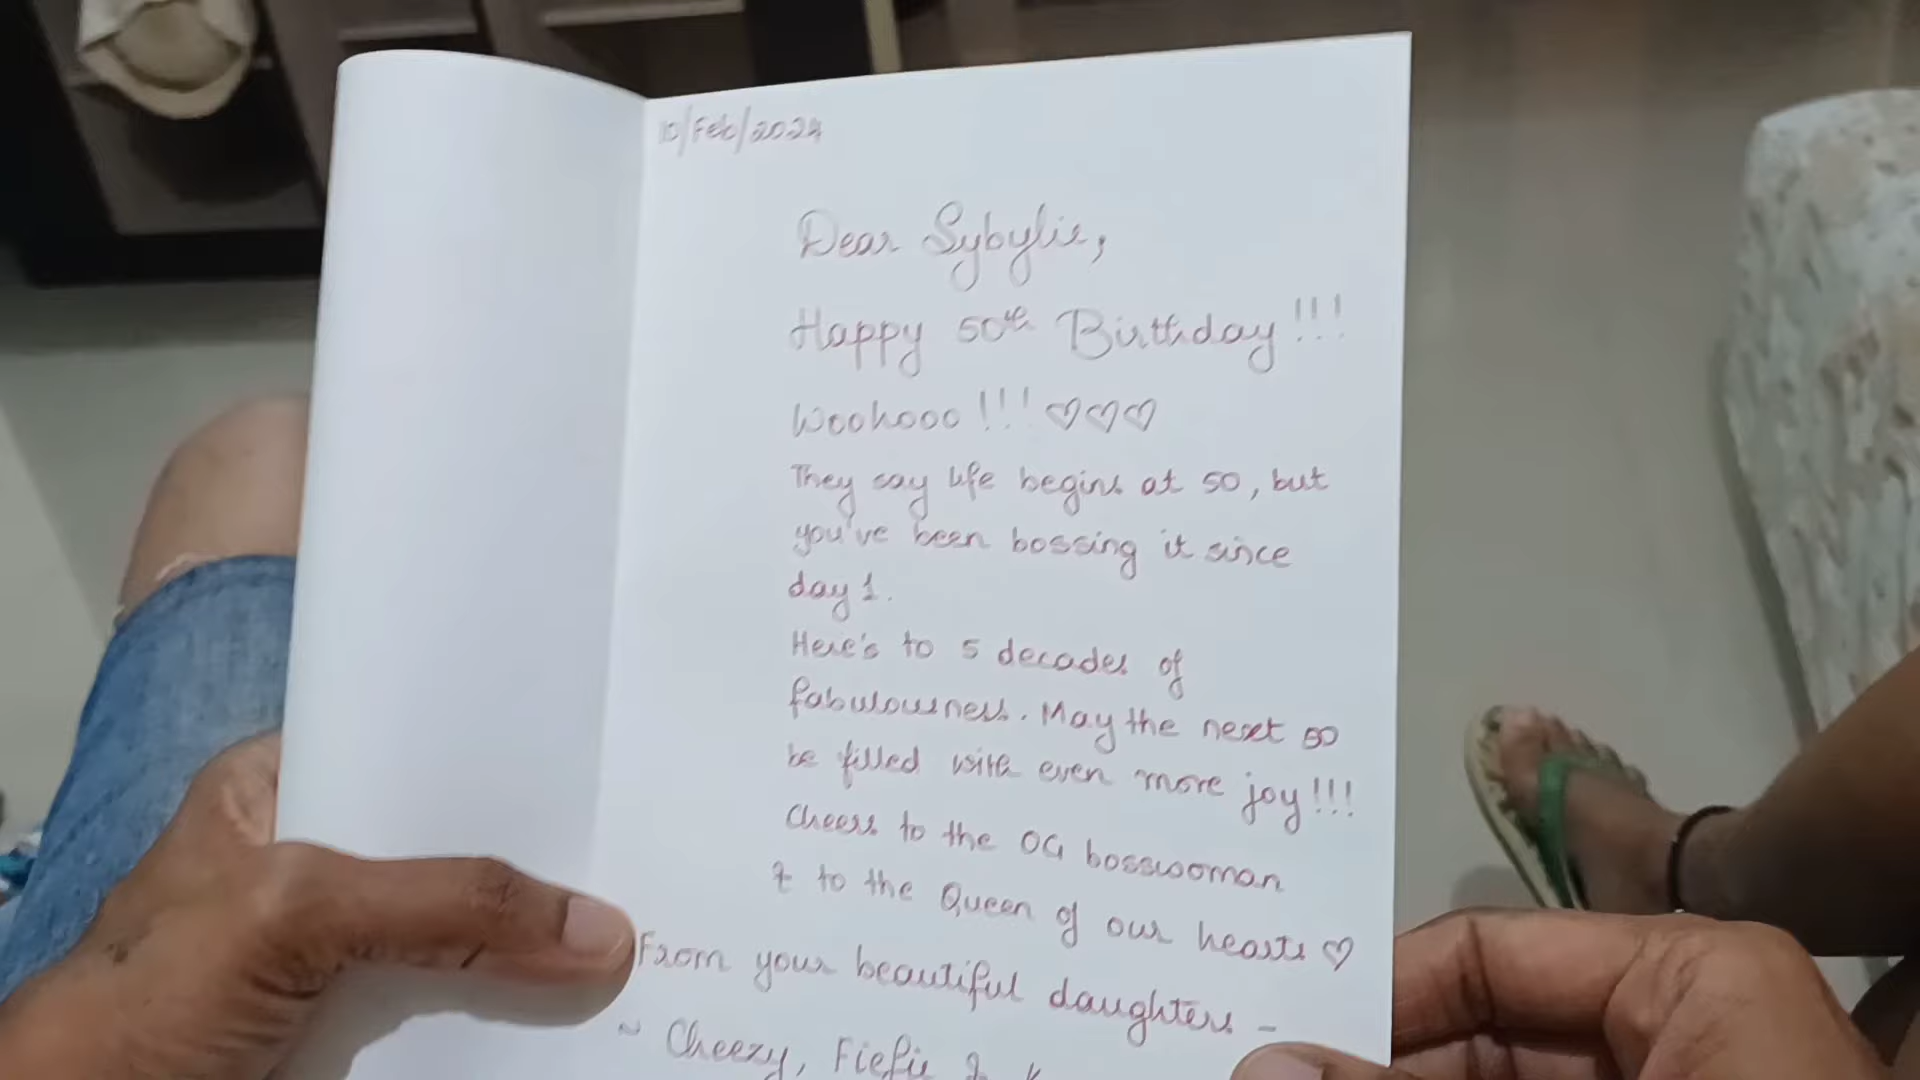 10/Feb/2024
Dear Sybylie,
Happy 50th Birthday!!!
Woohooo!!! ♡♡♡
They say life begins at 50, but
you've been bossing it since
day 1.
Here's to 5 decades of
fabulousness. May the next 50
be filled with even more joy!!!
Cheers to the OG bosswoman
& to the Queen of our hearts ♡
From your beautiful daughters -
~ Cheezy, Fiefie &